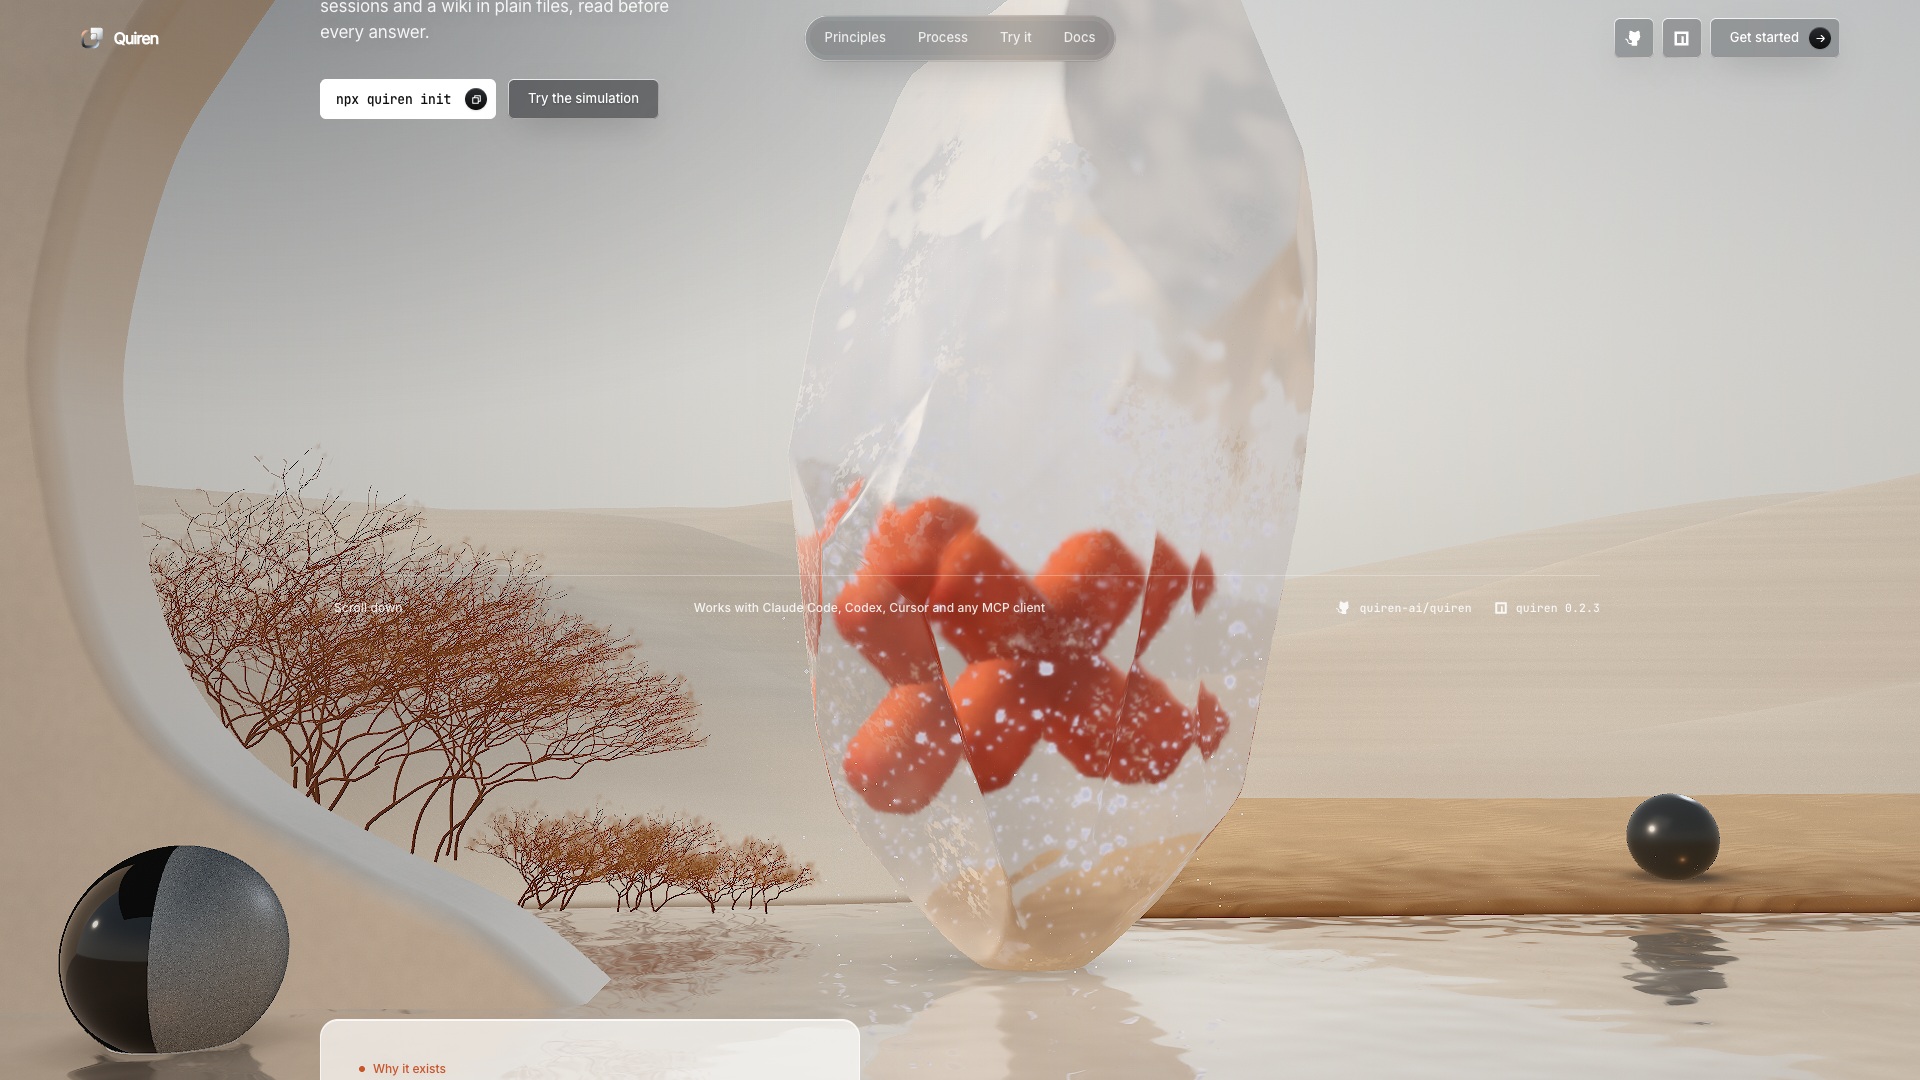 sessions and a wiki in plain files, read before
every answer.
Quiren
Principles Process Try it Docs
Get started
npx quiren init
Try the simulation
Scroll down
Works with Claude Code, Codex, Cursor and any MCP client
quiren-ai/quiren
quiren 0.2.3
Why it exists